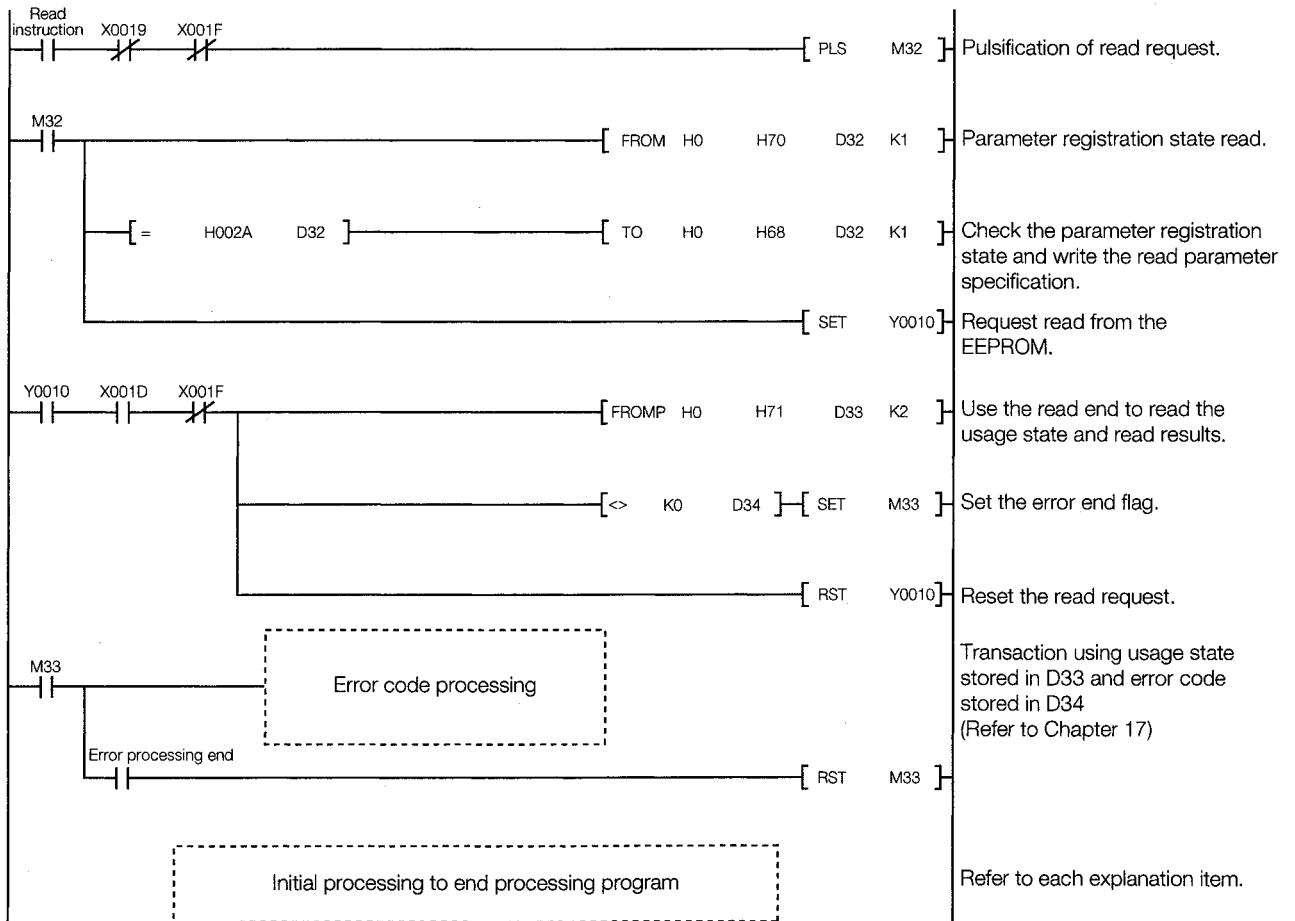 Read
instruction X0019 X001F
PLS M32 Pulsification of read request.
M32
FROM H0 H70 D32 K1 Parameter registration state read.
= H002A D32 TO H0 H68 D32 K1 Check the parameter registration
state and write the read parameter
specification.
SET Y0010 Request read from the
EEPROM.
Y0010 X001D X001F
FROMP H0 H71 D33 K2 Use the read end to read the
usage state and read results.
<> K0 D34 SET M33 Set the error end flag.
RST Y0010 Reset the read request.
M33
Error code processing
Transaction using usage state
stored in D33 and error code
stored in D34
(Refer to Chapter 17)
Error processing end
RST M33
Initial processing to end processing program
Refer to each explanation item.